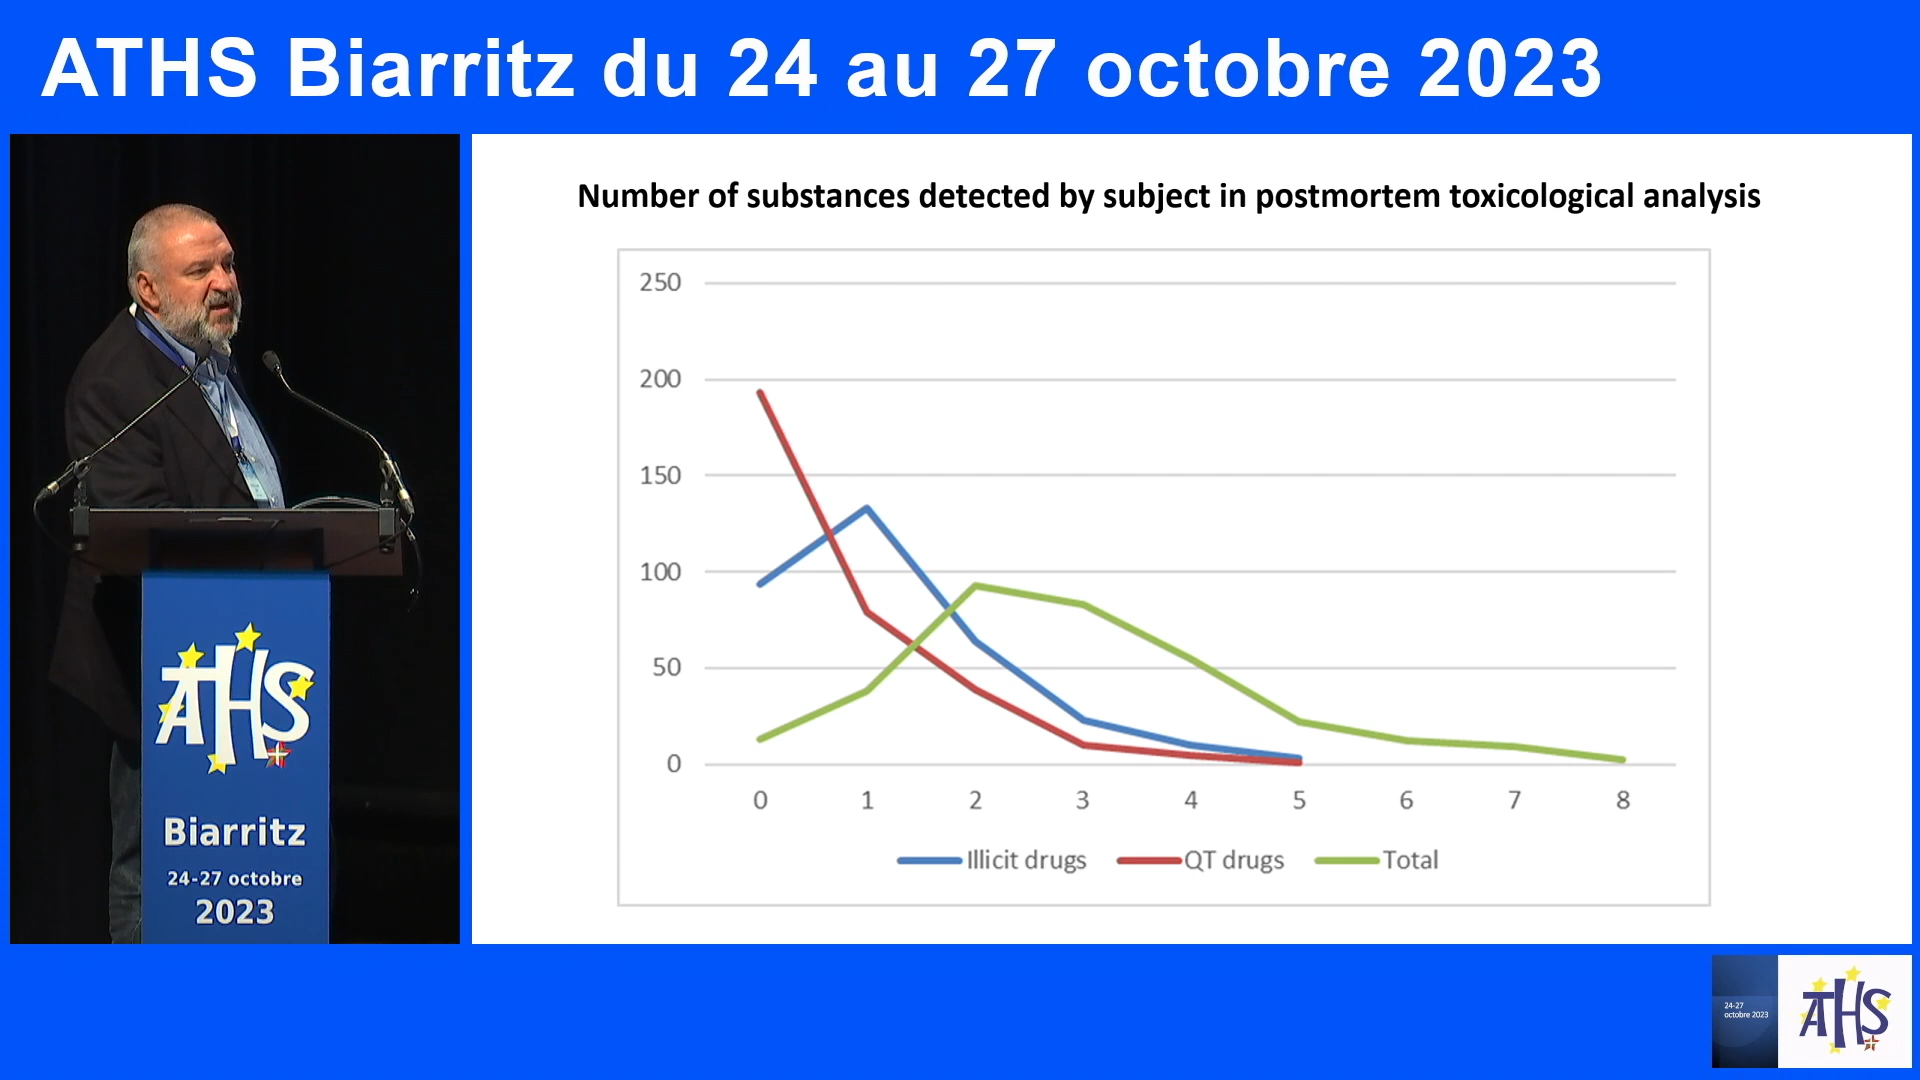 ATHS Biarritz du 24 au 27 octobre 2023
Number of substances detected by subject in postmortem toxicological analysis
250
200
150
100
50
0
0 1 2 3 4 5 6 7 8
Illicit drugs QT drugs Total
ATHS
Biarritz
24-27 octobre
2023
24-27
octobre 2023
ATHS